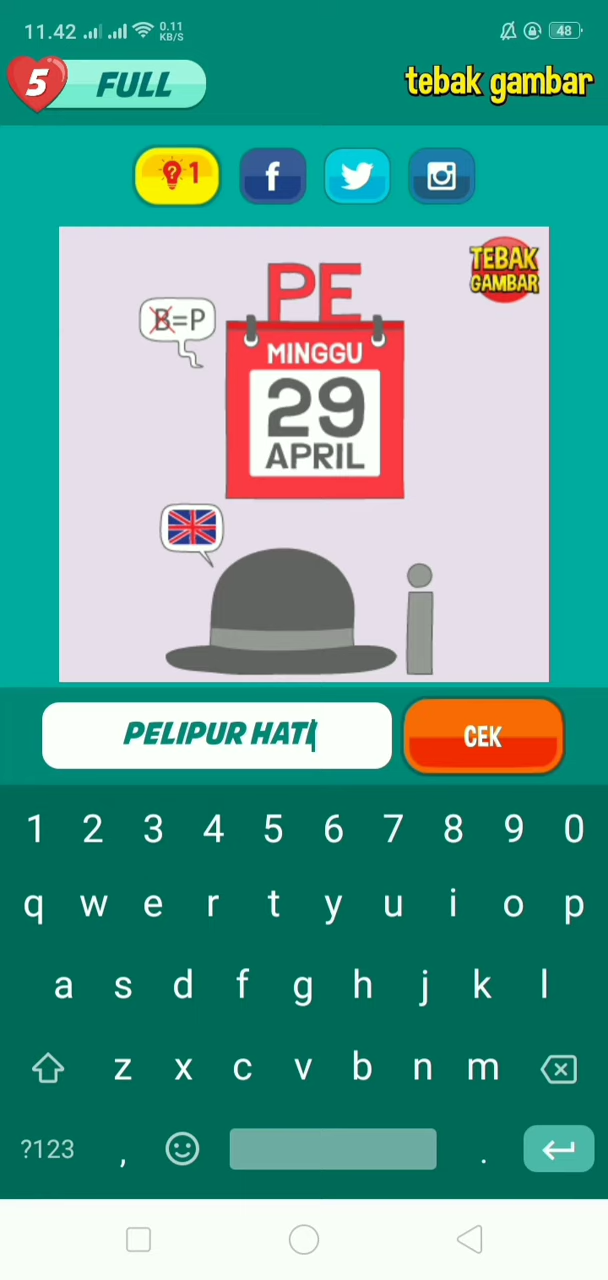 11.42 0.11 KB/S 48
5 FULL tebak gambar
? 1 f
TEBAK
GAMBAR
PE
B=P
MINGGU
29
APRIL
i
PELIPUR HATI
CEK
1 2 3 4 5 6 7 8 9 0
q w e r t y u i o p
a s d f g h j k l
z x c v b n m
?123 , .